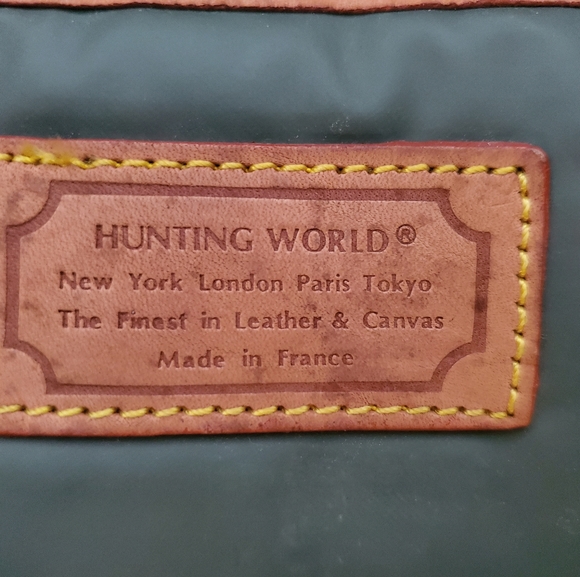 HUNTING WORLD®
New York London Paris Tokyo
The Finest in Leather & Canvas
Made in France